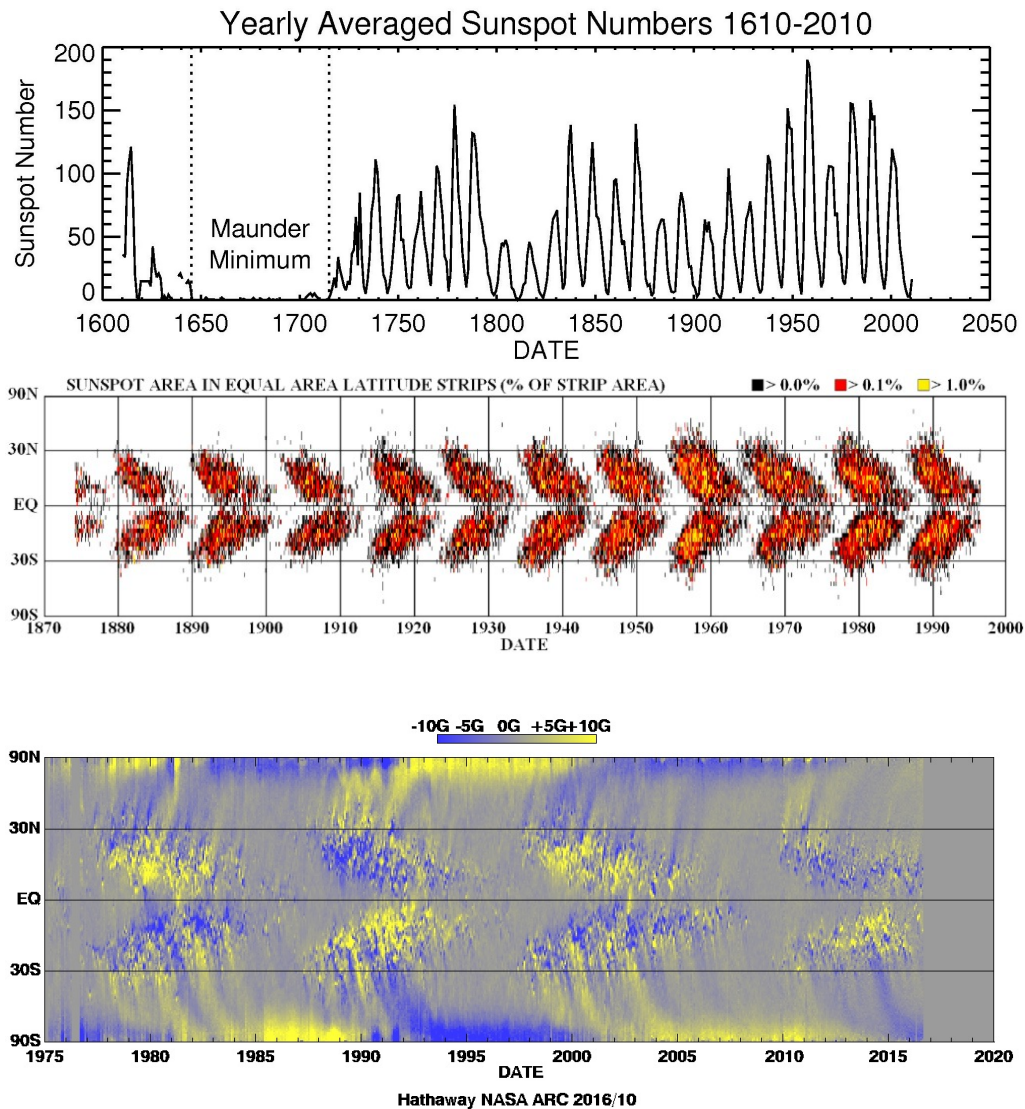 Yearly Averaged Sunspot Numbers 1610-2010
200
150
100
50
0
Sunspot Number
Maunder
Minimum
1600 1650 1700 1750 1800 1850 1900 1950 2000 2050
DATE
SUNSPOT AREA IN EQUAL AREA LATITUDE STRIPS (% OF STRIP AREA) > 0.0% > 0.1% > 1.0%
90N
30N
EQ
30S
90S
1870 1880 1890 1900 1910 1920 1930 1940 1950 1960 1970 1980 1990 2000
DATE
-10G -5G 0G +5G +10G
90N
30N
EQ
30S
90S
1975 1980 1985 1990 1995 2000 2005 2010 2015 2020
DATE
Hathaway NASA ARC 2016/10